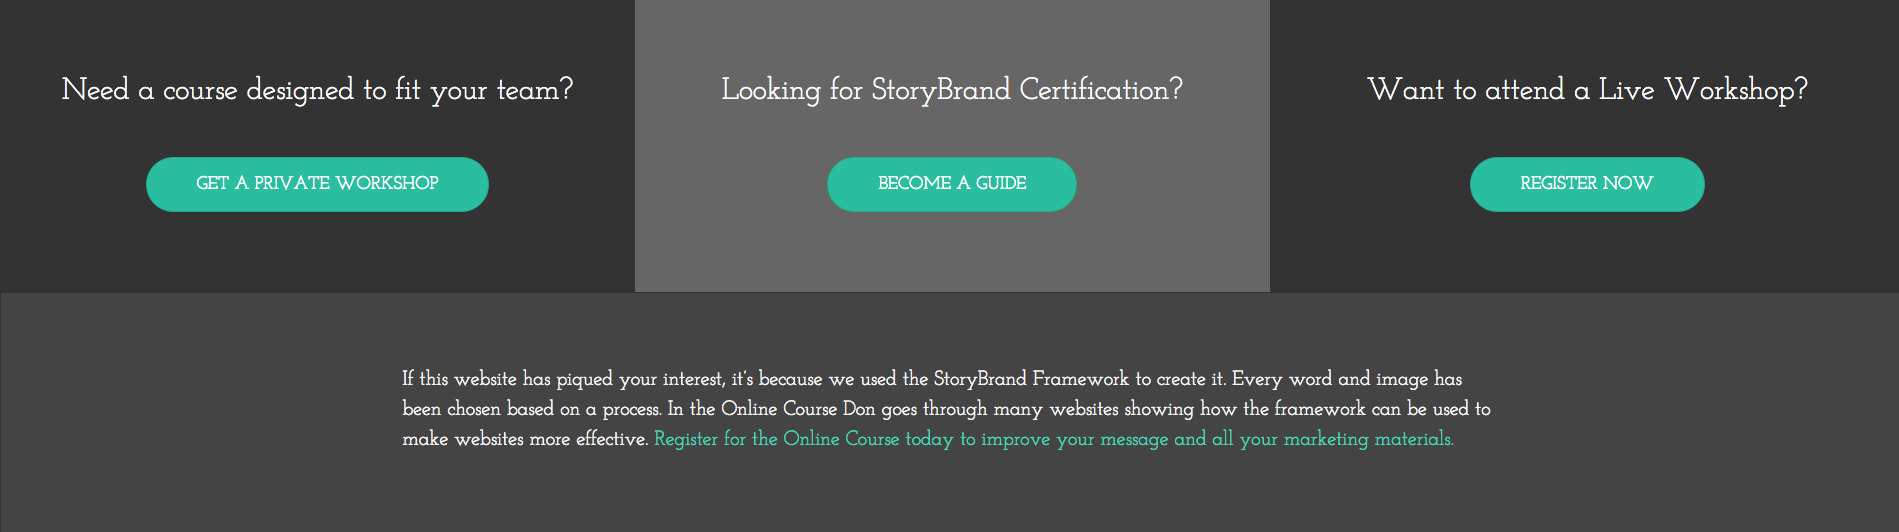 Need a course designed to fit your team?
GET A PRIVATE WORKSHOP
Looking for StoryBrand Certification?
BECOME A GUIDE
Want to attend a Live Workshop?
REGISTER NOW
If this website has piqued your interest, it's because we used the StoryBrand Framework to create it. Every word and image has
been chosen based on a process. In the Online Course Don goes through many websites showing how the framework can be used to
make websites more effective. Register for the Online Course today to improve your message and all your marketing materials.